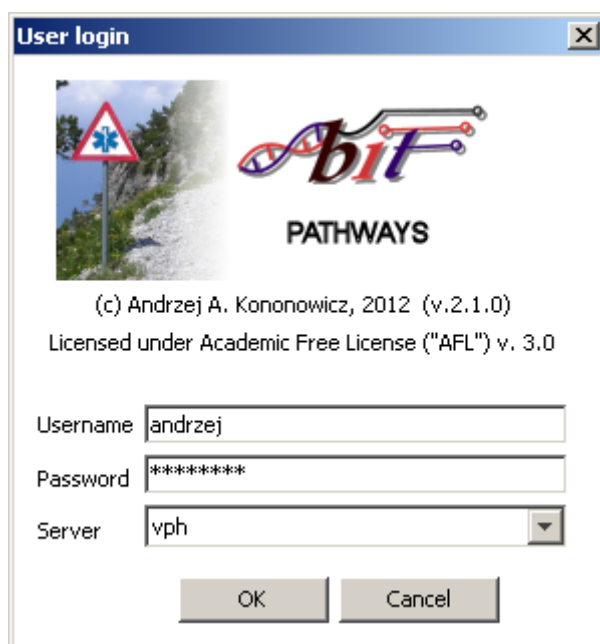 User login
bit
PATHWAYS
(c) Andrzej A. Kononowicz, 2012 (v.2.1.0)
Licensed under Academic Free License ("AFL") v. 3.0
Username andrzej
Password ********
Server vph
OK Cancel